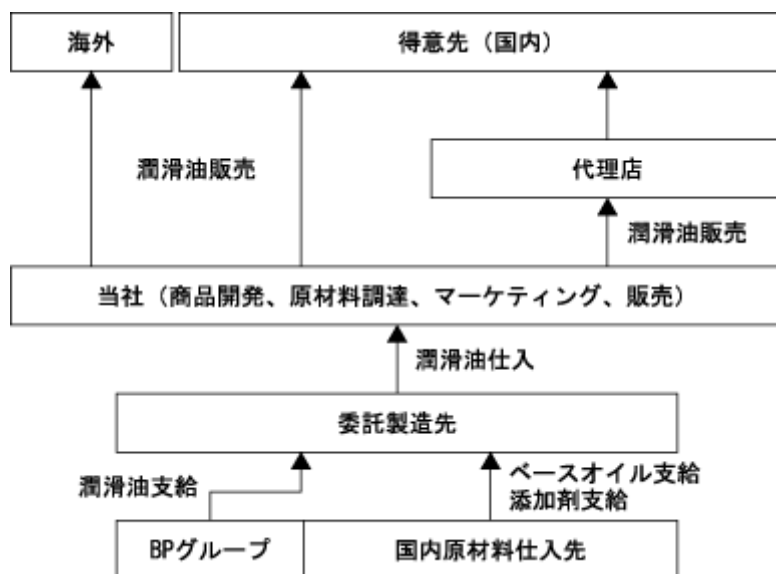 海外
得意先（国内）
潤滑油販売
代理店
潤滑油販売
当社（商品開発、原材料調達、マーケティング、販売）
潤滑油仕入
委託製造先
潤滑油支給
ベースオイル支給
添加剤支給
BPグループ
国内原材料仕入先